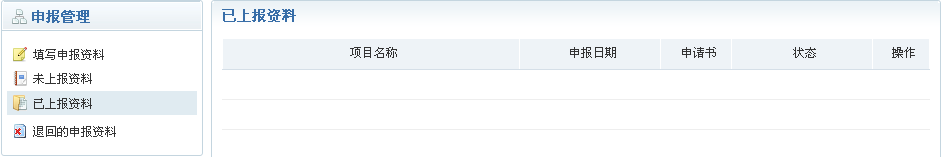 申报管理
填写申报资料
未上报资料
已上报资料
退回的申报资料
已上报资料
项目名称 申报日期 申请书 状态 操作